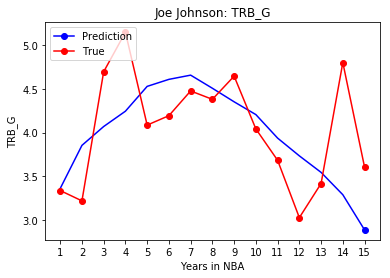 Joe Johnson: TRB_G
Prediction
True
TRB_G
5.0
4.5
4.0
3.5
3.0
1 2 3 4 5 6 7 8 9 10 11 12 13 14 15
Years in NBA